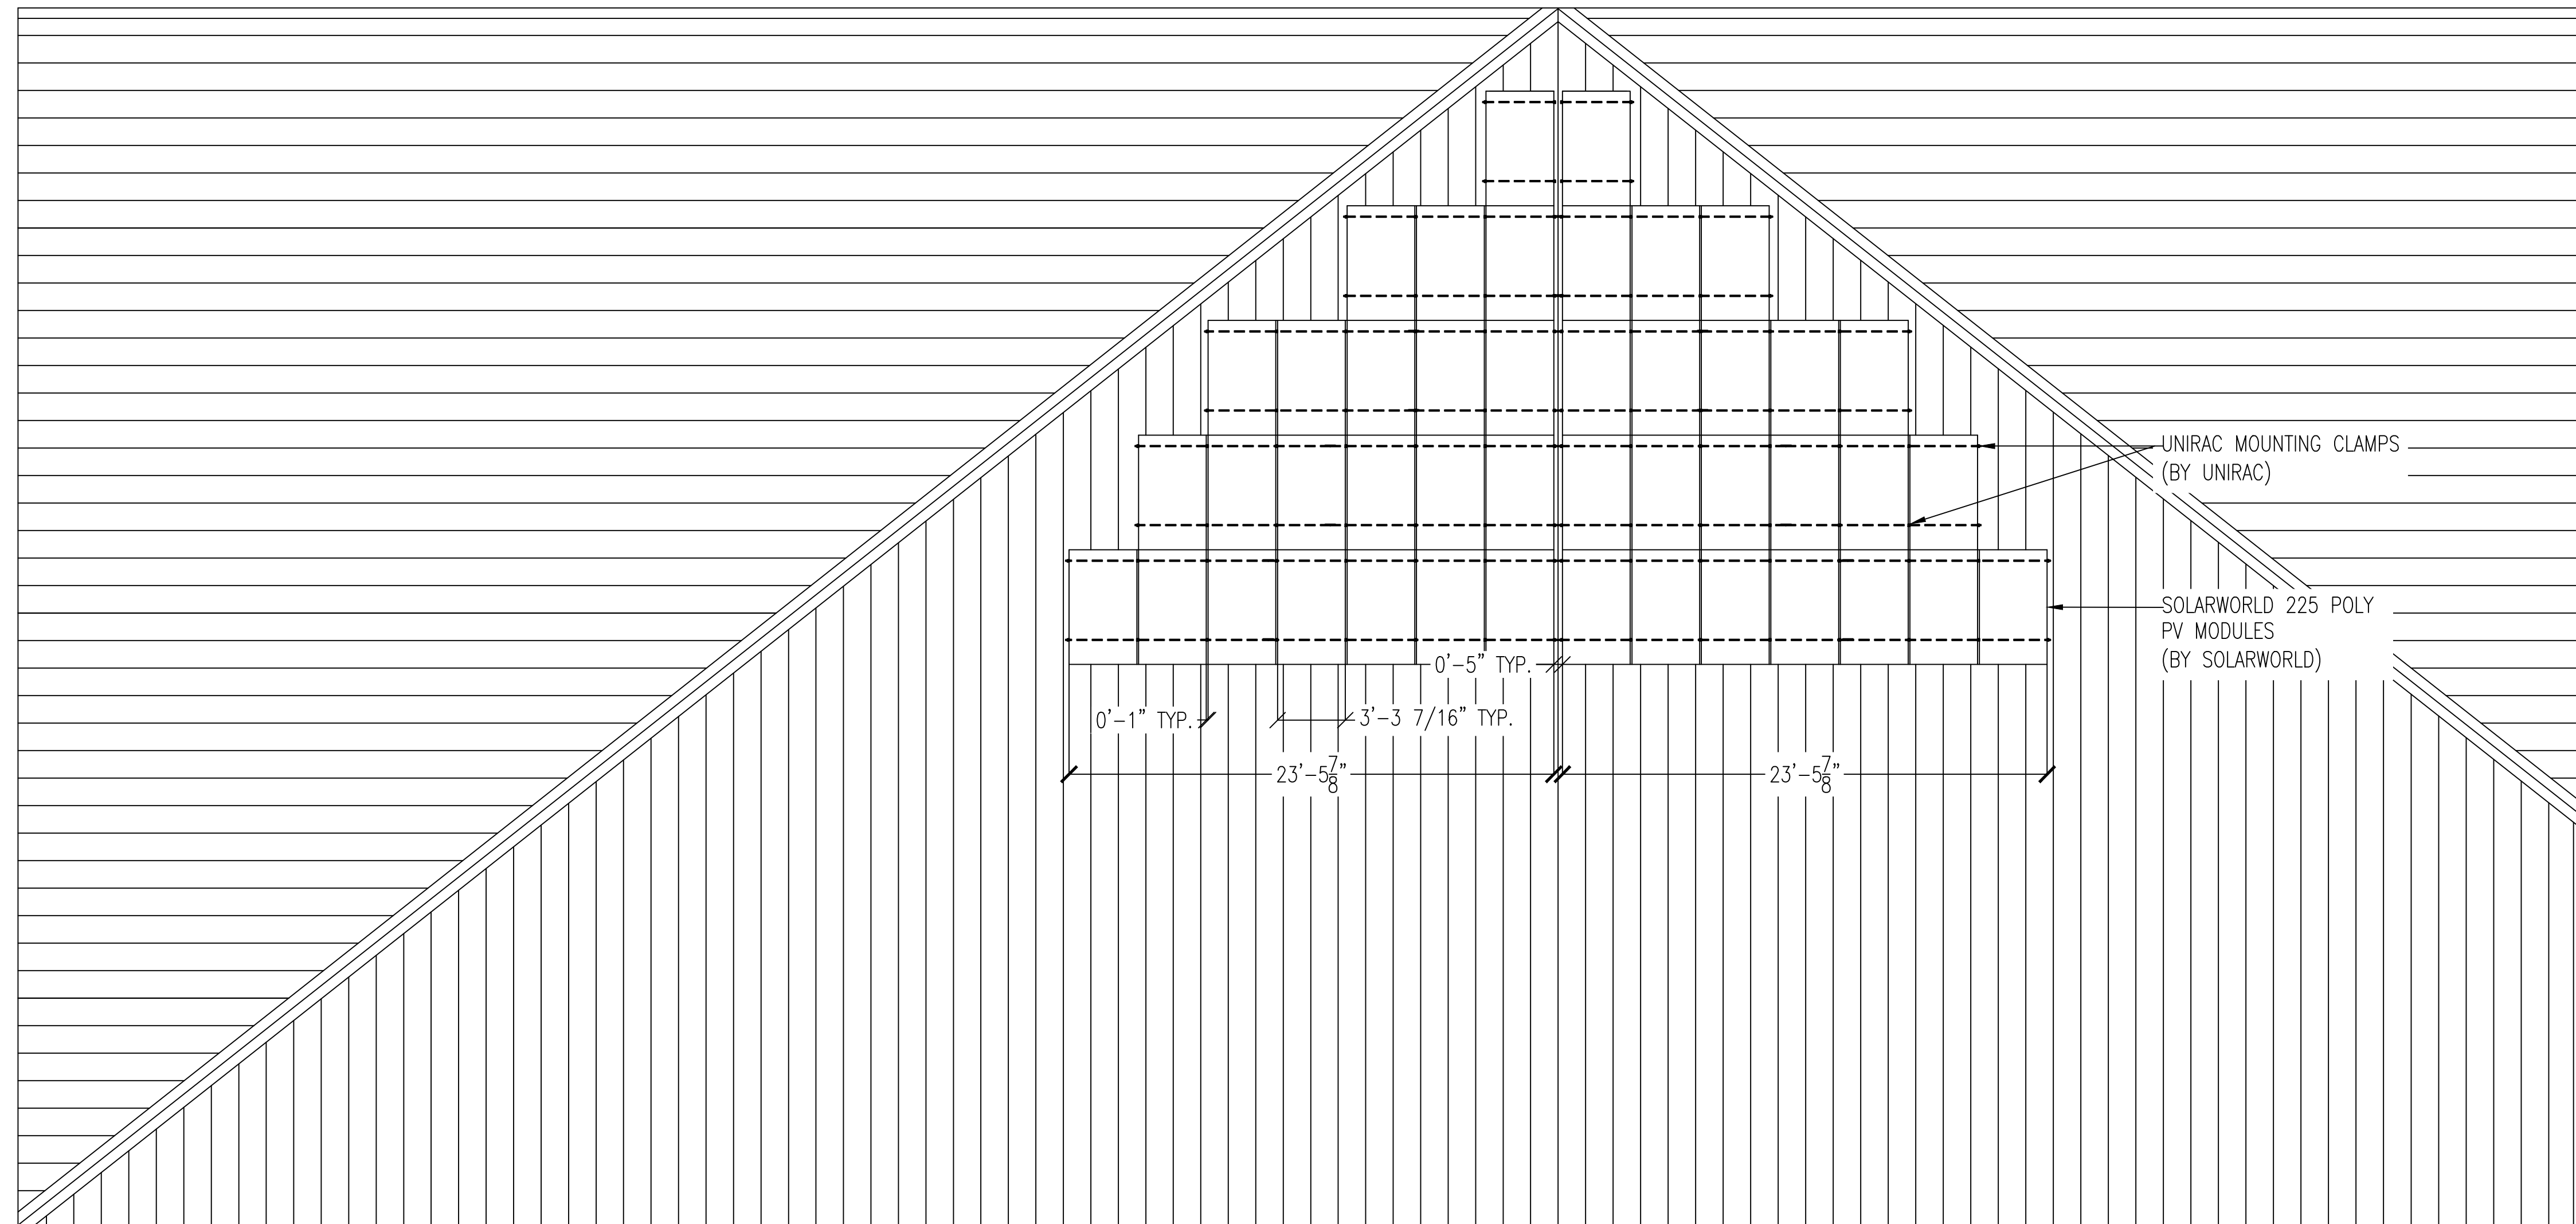 UNIRAC MOUNTING CLAMPS
(BY UNIRAC)
SOLARWORLD 225 POLY
PV MODULES
(BY SOLARWORLD)
0'-5" TYP.
0'-1" TYP.
3'-3 7/16" TYP.
23'-5 7/8"
23'-5 7/8"